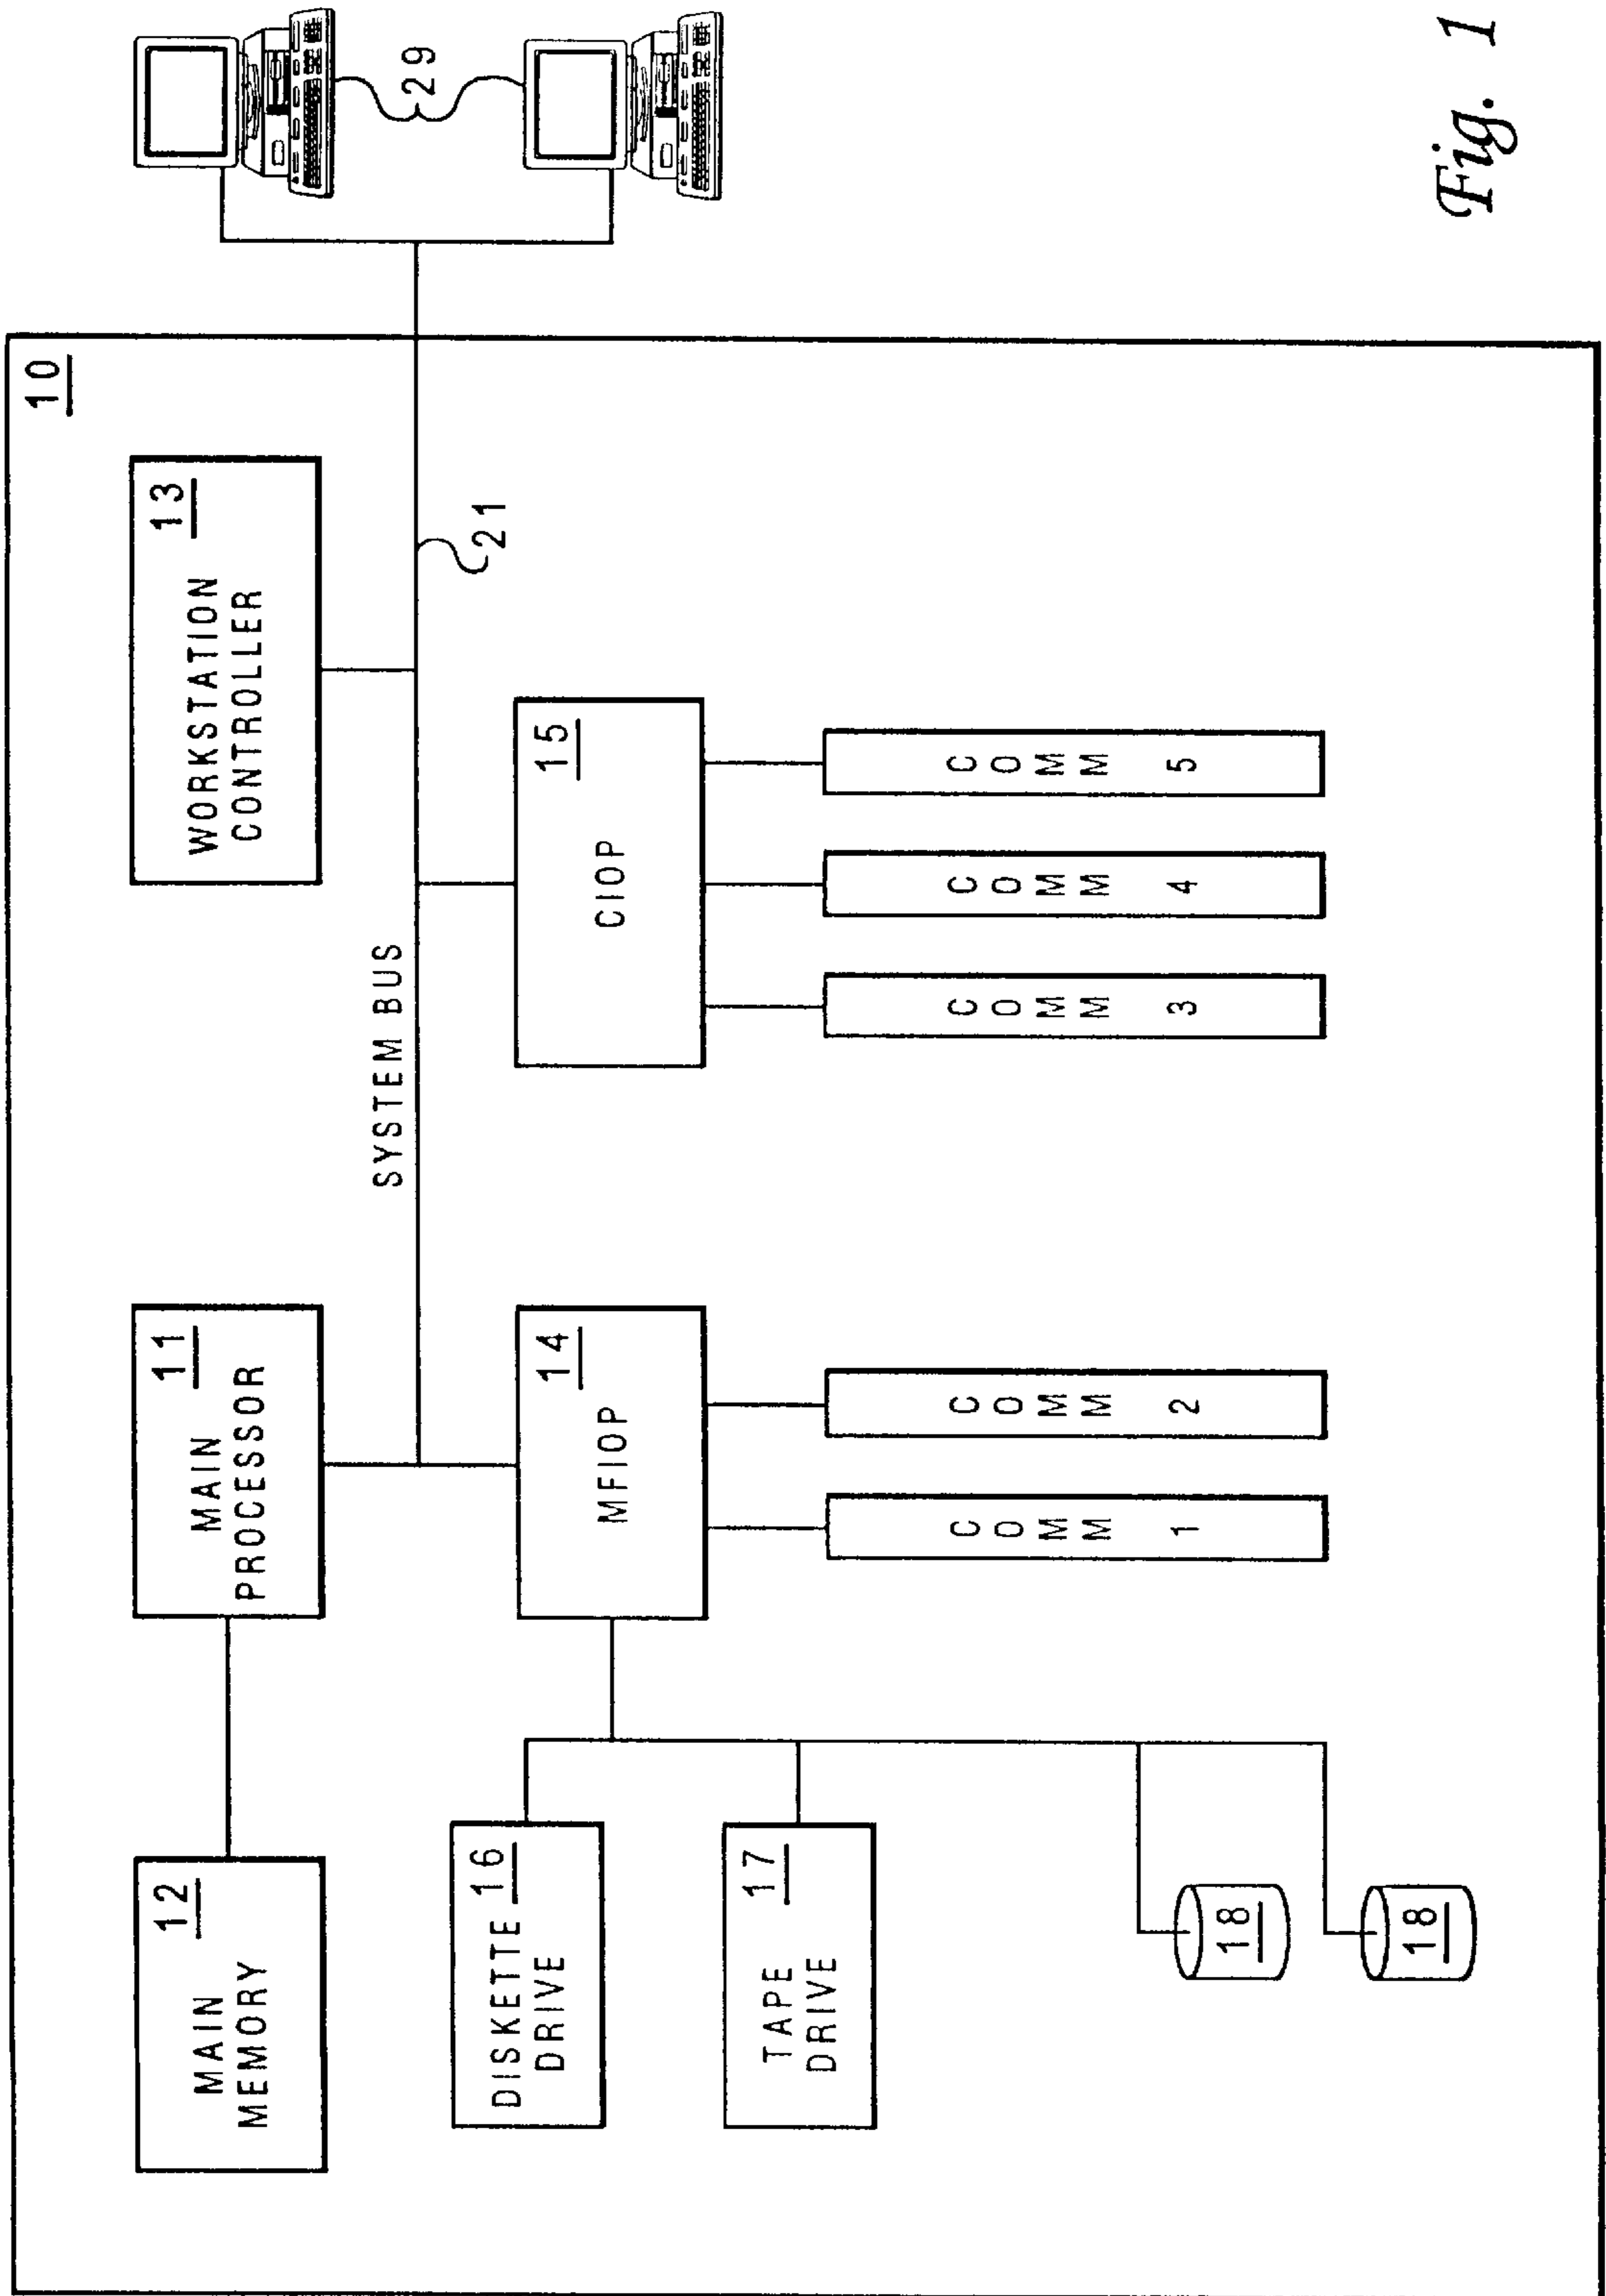 10
MAIN
MEMORY
12
MAIN
PROCESSOR
11
WORKSTATION
CONTROLLER
13
SYSTEM BUS
21
29
DISKETTE
DRIVE
16
TAPE
DRIVE
17
18
18
MFIOP
14
CIOP
15
COMM 1
COMM 2
COMM 3
COMM 4
COMM 5
Fig. 1